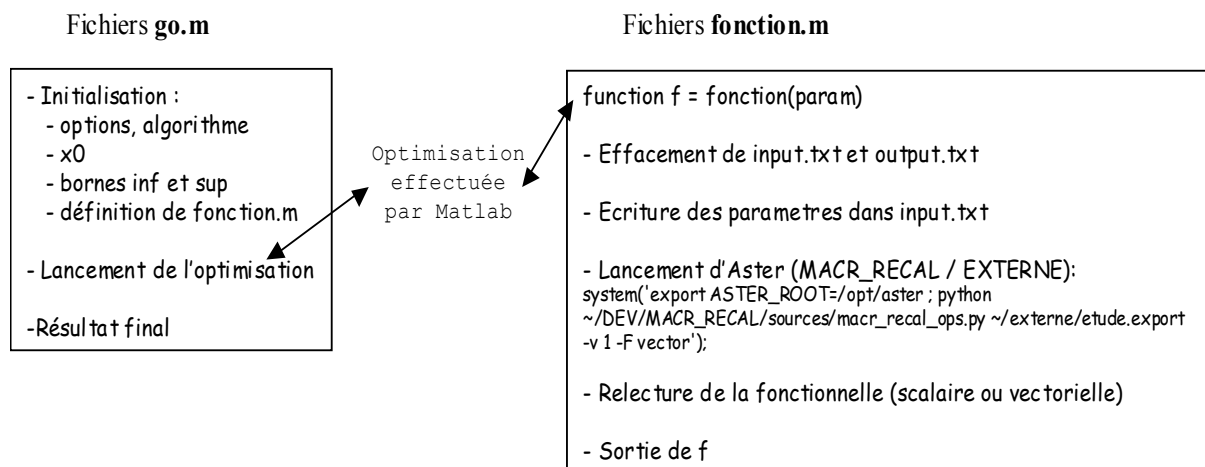 Fichiers go.m
- Initialisation :
- options, algorithme
- x0
- bornes inf et sup
- définition de fonction.m
- Lancement de l'optimisation
-Résultat final
Optimisation
effectuée
par Matlab
Fichiers fonction.m
function f = fonction(param)
- Effacement de input.txt et output.txt
- Ecriture des parametres dans input.txt
- Lancement d'Aster (MACR_RECAL / EXTERNE):
system('export ASTER_ROOT=/opt/aster ; python
~/DEV/MACR_RECAL/sources/macr_recal_ops.py ~/externe/etude.export
-v 1 -F vector');
- Relecture de la fonctionnelle (scalaire ou vectorielle)
- Sortie de f